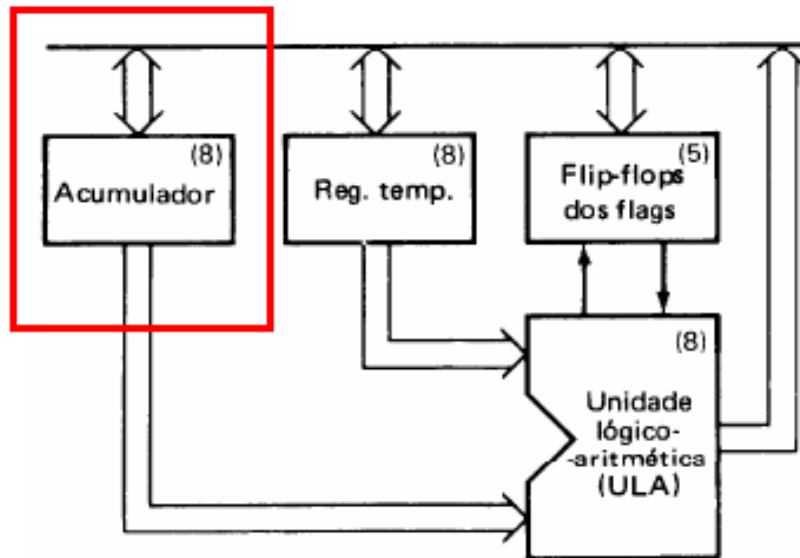 (8)
Acumulador
(8)
Reg. temp.
(5)
Flip-flops
dos flags
(8)
Unidade
lógico-
-aritmética
(ULA)